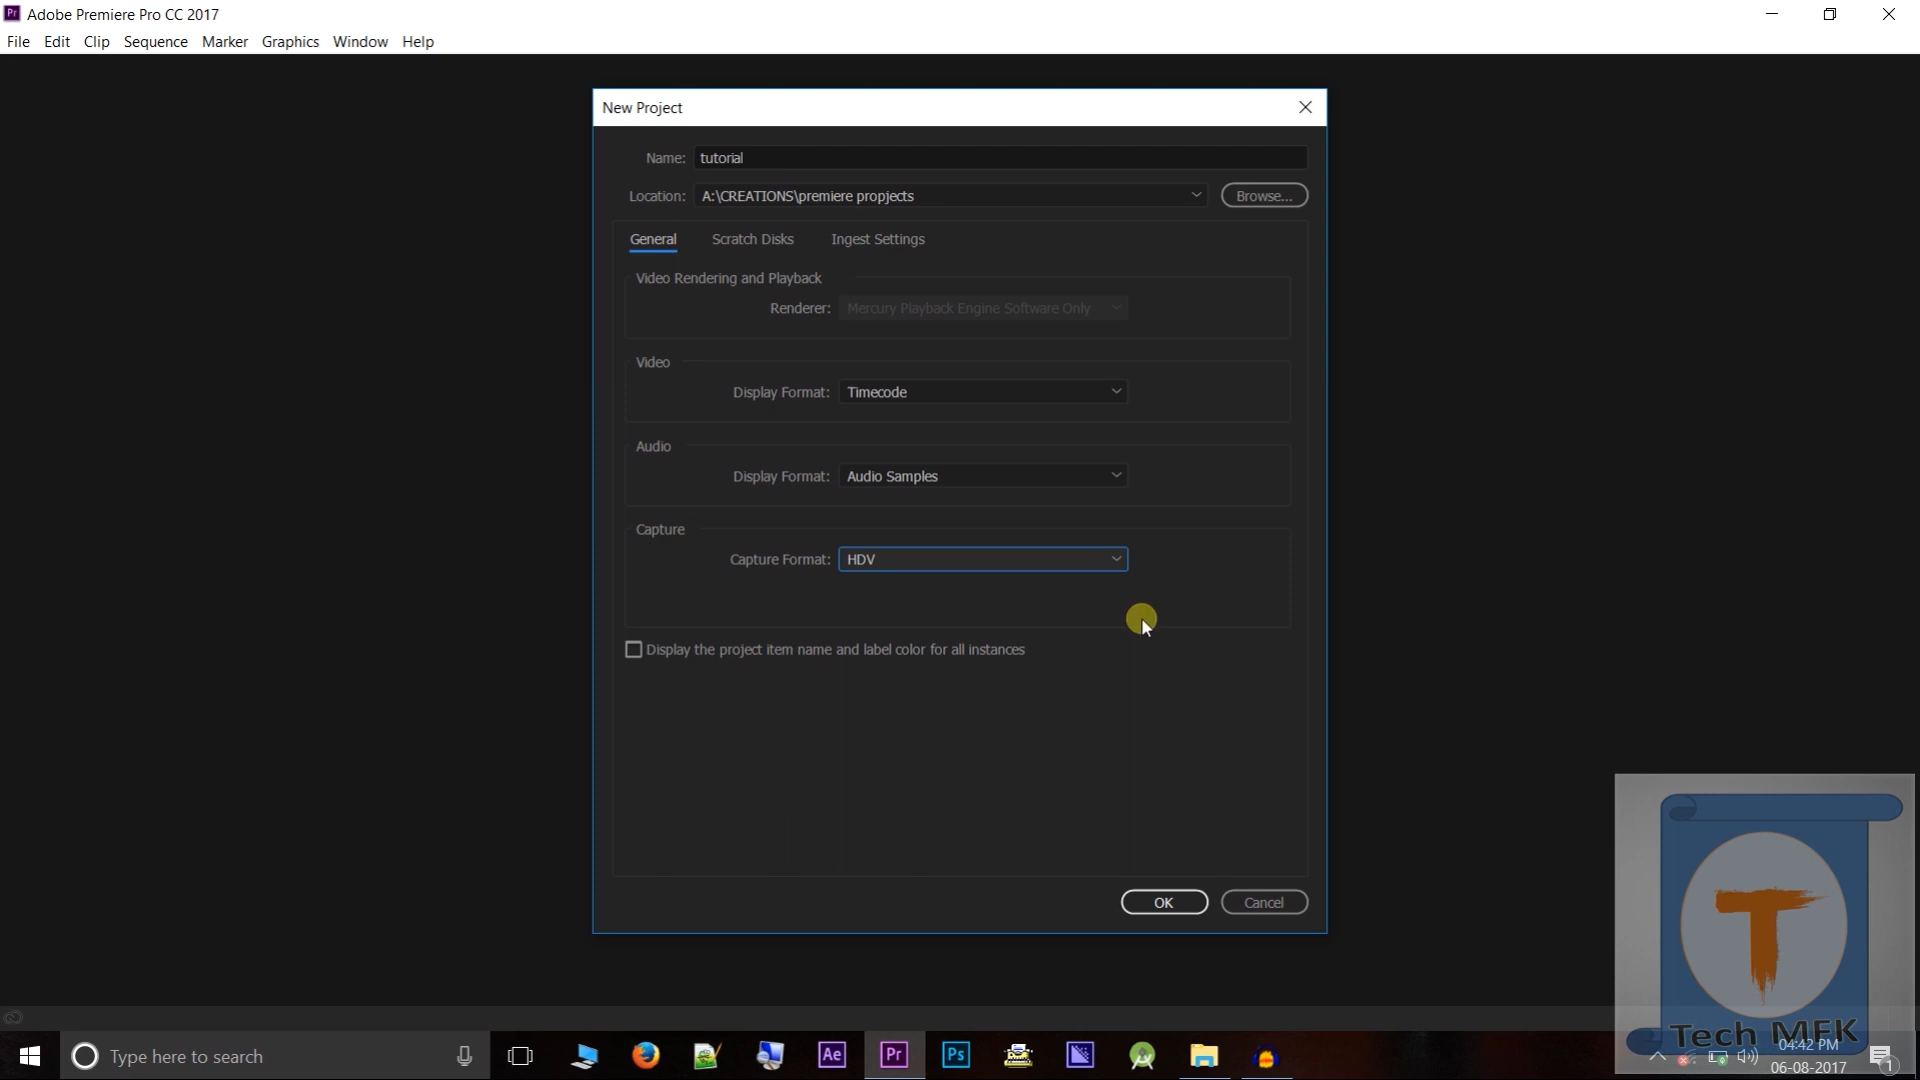 Pr Adobe Premiere Pro CC 2017
File Edit Clip Sequence Marker Graphics Window Help
New Project
Name: tutorial
Location: A:\CREATIONS\premiere propjects Browse...
General Scratch Disks Ingest Settings
Video Rendering and Playback
Renderer: Mercury Playback Engine Software Only
Video
Display Format: Timecode
Audio
Display Format: Audio Samples
Capture
Capture Format: HDV
Display the project item name and label color for all instances
OK Cancel
T
Tech MFK
Type here to search
Ae Pr Ps
04:42 PM
06-08-2017
1